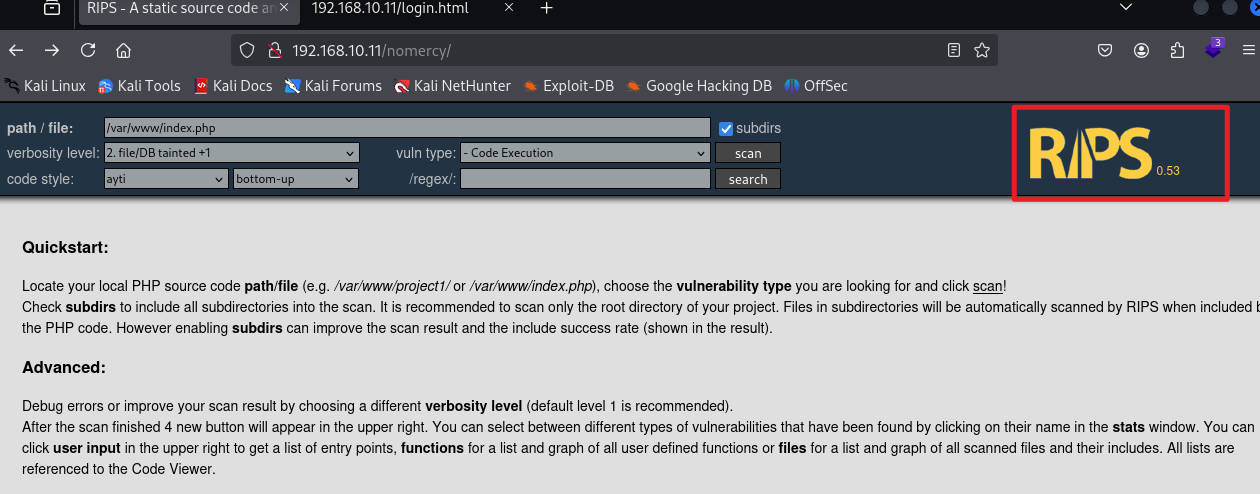 RIPS - A static source code an
192.168.10.11/login.html
192.168.10.11/nomercy/
3
Kali Linux Kali Tools Kali Docs Kali Forums Kali NetHunter Exploit-DB Google Hacking DB OffSec
path / file: /var/www/index.php subdirs
verbosity level: 2. file/DB tainted +1 vuln type: - Code Execution scan
code style: ayti bottom-up /regex/: search
RIPS 0.53
Quickstart:
Locate your local PHP source code path/file (e.g. /var/www/project1/ or /var/www/index.php), choose the vulnerability type you are looking for and click scan!
Check subdirs to include all subdirectories into the scan. It is recommended to scan only the root directory of your project. Files in subdirectories will be automatically scanned by RIPS when included b
the PHP code. However enabling subdirs can improve the scan result and the include success rate (shown in the result).
Advanced:
Debug errors or improve your scan result by choosing a different verbosity level (default level 1 is recommended).
After the scan finished 4 new button will appear in the upper right. You can select between different types of vulnerabilities that have been found by clicking on their name in the stats window. You can
click user input in the upper right to get a list of entry points, functions for a list and graph of all user defined functions or files for a list and graph of all scanned files and their includes. All lists are
referenced to the Code Viewer.